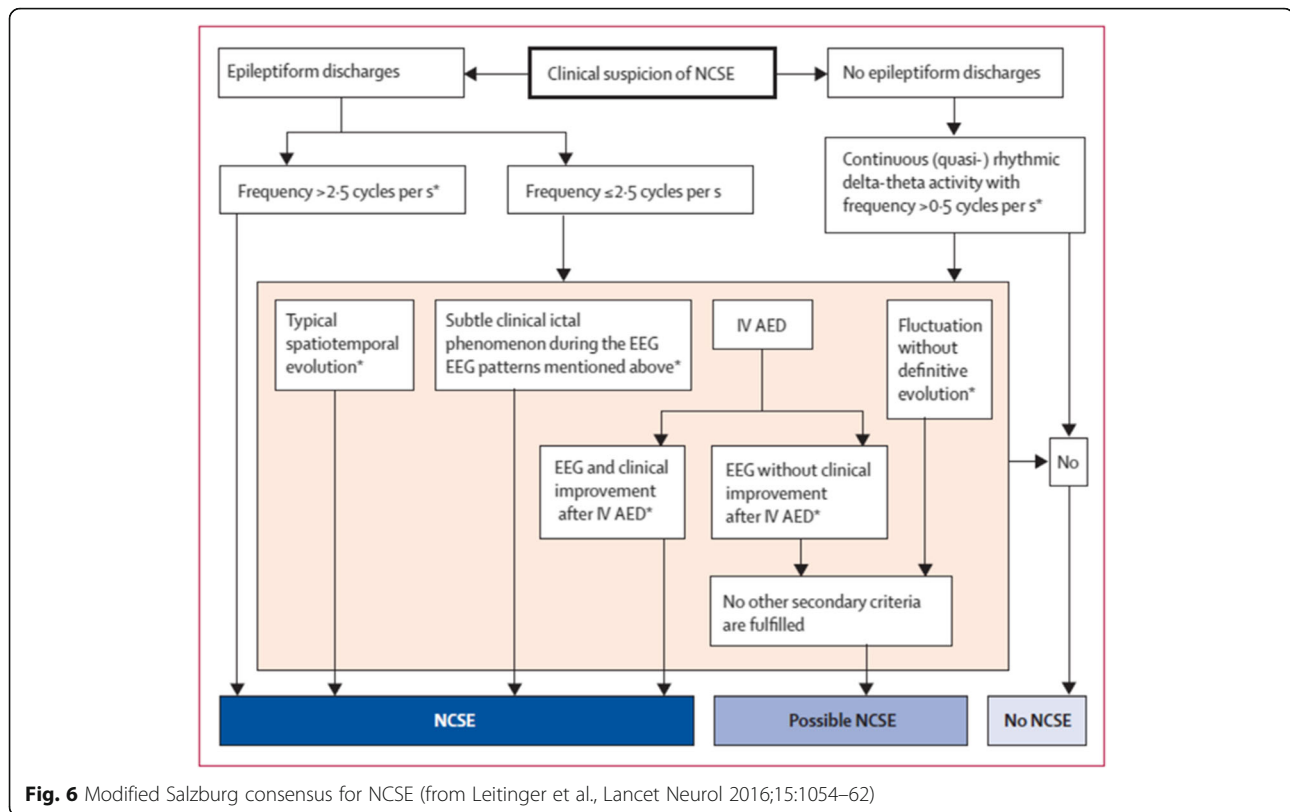 Epileptiform discharges
Clinical suspicion of NCSE
No epileptiform discharges
Frequency >2·5 cycles per s*
Frequency ≤2·5 cycles per s
Continuous (quasi-) rhythmic
delta-theta activity with
frequency >0·5 cycles per s*
Typical
spatiotemporal
evolution*
Subtle clinical ictal
phenomenon during the EEG
EEG patterns mentioned above*
IV AED
Fluctuation
without
definitive
evolution*
EEG and clinical
improvement
after IV AED*
EEG without clinical
improvement
after IV AED*
No
No other secondary criteria
are fulfilled
NCSE
Possible NCSE
No NCSE
Fig. 6 Modified Salzburg consensus for NCSE (from Leitinger et al., Lancet Neurol 2016;15:1054–62)